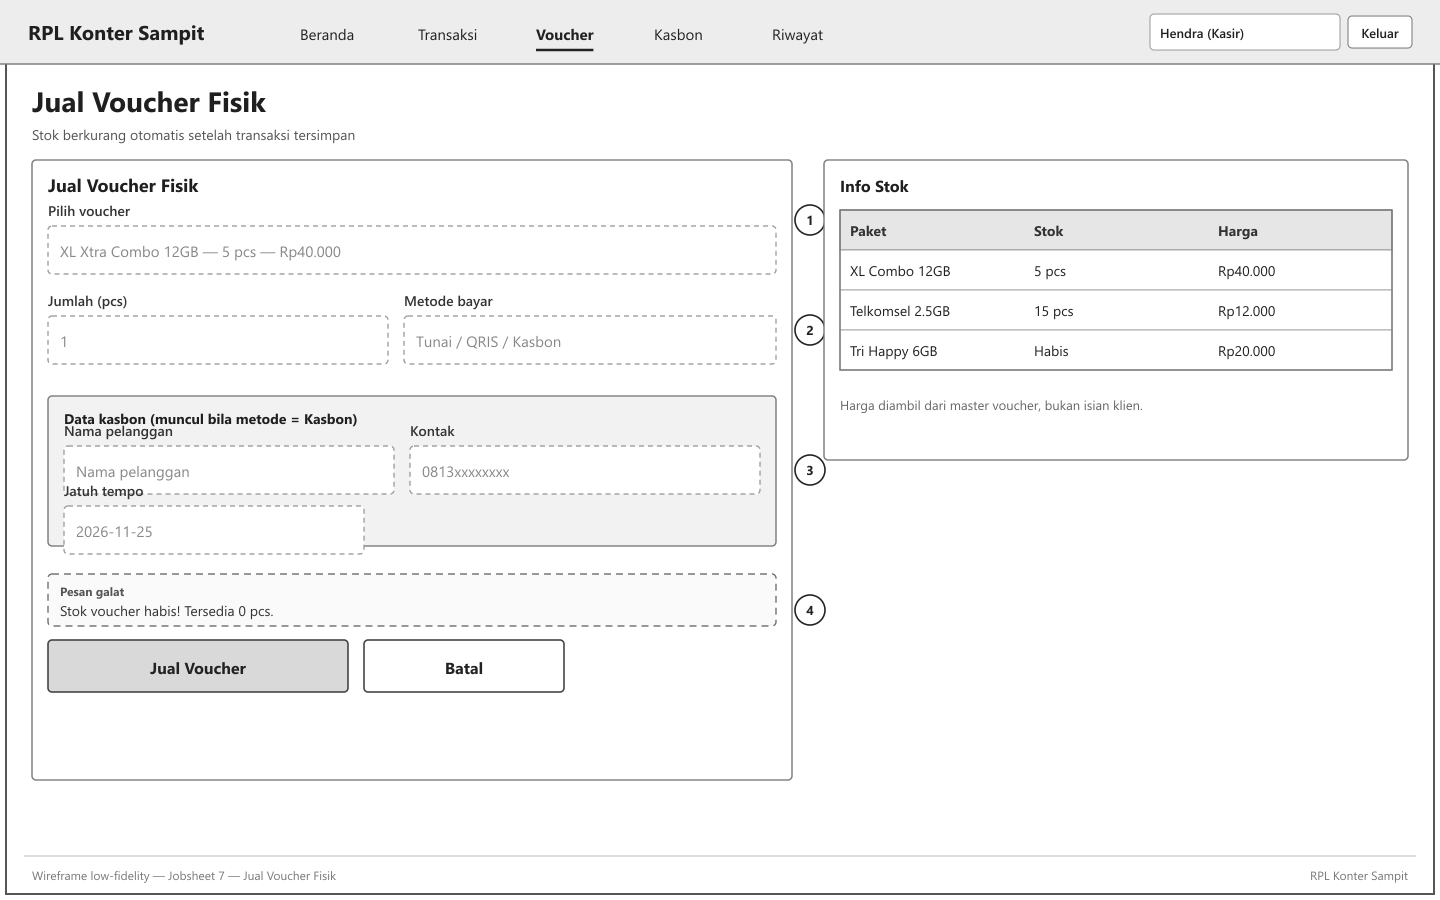 RPL Konter Sampit
Beranda
Transaksi
Voucher
Kasbon
Riwayat
Hendra (Kasir)
Keluar
Jual Voucher Fisik
Stok berkurang otomatis setelah transaksi tersimpan
Jual Voucher Fisik
Pilih voucher
XL Xtra Combo 12GB — 5 pcs — Rp40.000
Jumlah (pcs)
Metode bayar
1
Tunai / QRIS / Kasbon
Data kasbon (muncul bila metode = Kasbon)
Nama pelanggan
Kontak
Nama pelanggan
0813xxxxxxxx
Jatuh tempo
2026-11-25
Pesan galat
Stok voucher habis! Tersedia 0 pcs.
Jual Voucher
Batal
1
2
3
4
Info Stok
Paket Stok Harga
XL Combo 12GB 5 pcs Rp40.000
Telkomsel 2.5GB 15 pcs Rp12.000
Tri Happy 6GB Habis Rp20.000
Harga diambil dari master voucher, bukan isian klien.
Wireframe low-fidelity — Jobsheet 7 — Jual Voucher Fisik
RPL Konter Sampit